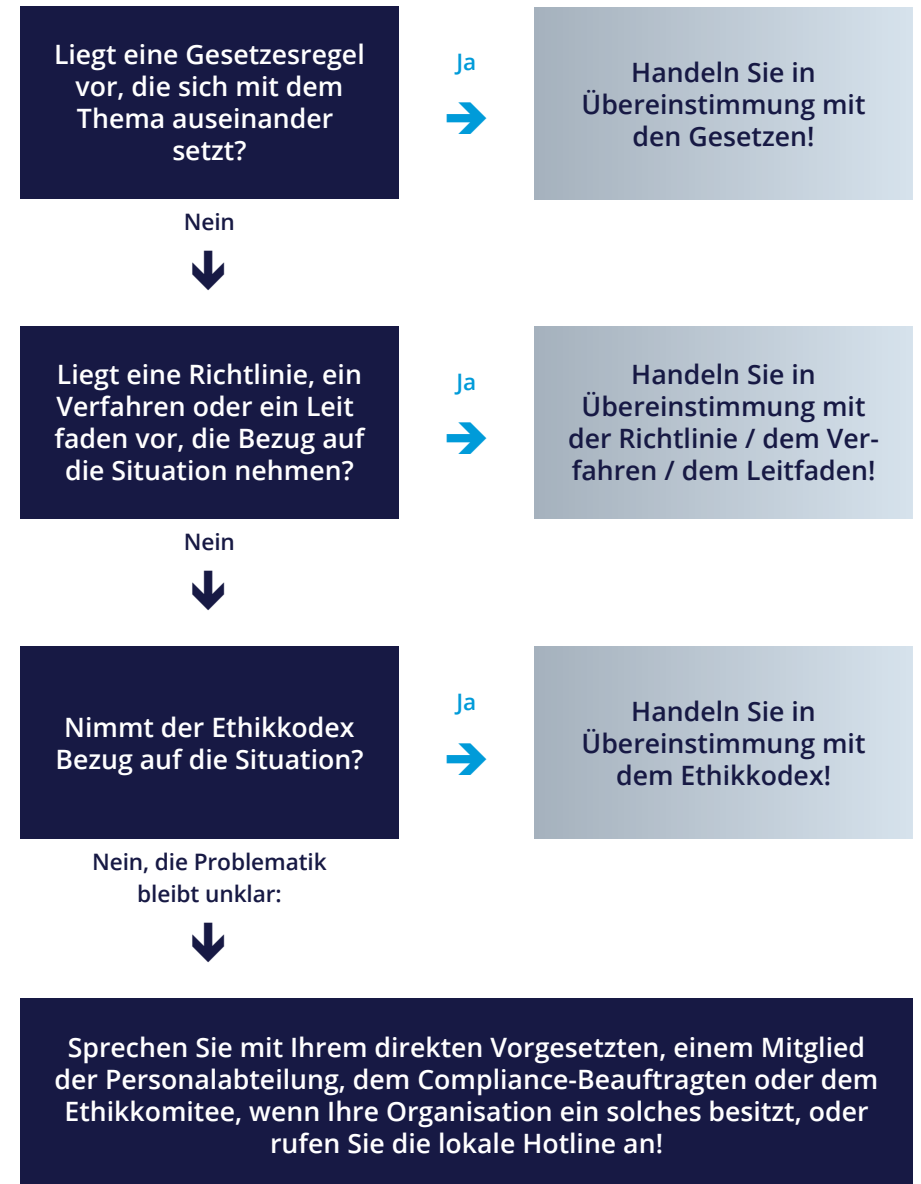 Liegt eine Gesetzesregel
vor, die sich mit dem
Thema auseinander
setzt?
Ja
Handeln Sie in
Übereinstimmung mit
den Gesetzen!
Nein
Liegt eine Richtlinie, ein
Verfahren oder ein Leit
faden vor, die Bezug auf
die Situation nehmen?
Ja
Handeln Sie in
Übereinstimmung mit
der Richtlinie / dem Ver-
fahren / dem Leitfaden!
Nein
Nimmt der Ethikkodex
Bezug auf die Situation?
Ja
Handeln Sie in
Übereinstimmung mit
dem Ethikkodex!
Nein, die Problematik
bleibt unklar:
Sprechen Sie mit Ihrem direkten Vorgesetzten, einem Mitglied
der Personalabteilung, dem Compliance-Beauftragten oder dem
Ethikkomitee, wenn Ihre Organisation ein solches besitzt, oder
rufen Sie die lokale Hotline an!